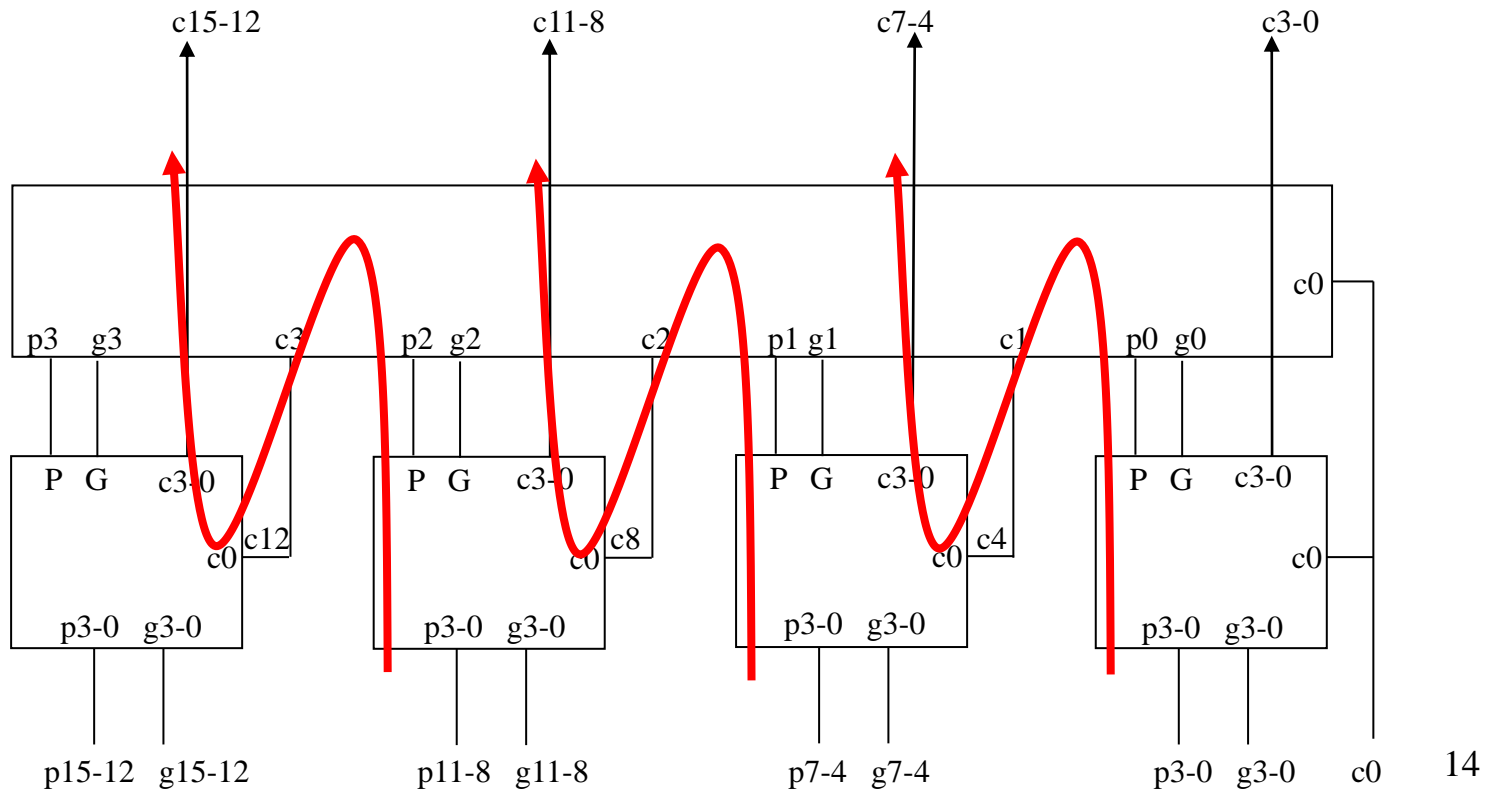 c15-12 c11-8 c7-4 c3-0
c0
p3 g3 c3 p2 g2 c2 p1 g1 c1 p0 g0
P G c3-0 P G c3-0 P G c3-0 P G c3-0
c0 c12 c0 c8 c0 c4 c0
p3-0 g3-0 p3-0 g3-0 p3-0 g3-0 p3-0 g3-0
p15-12 g15-12 p11-8 g11-8 p7-4 g7-4 p3-0 g3-0 c0 14